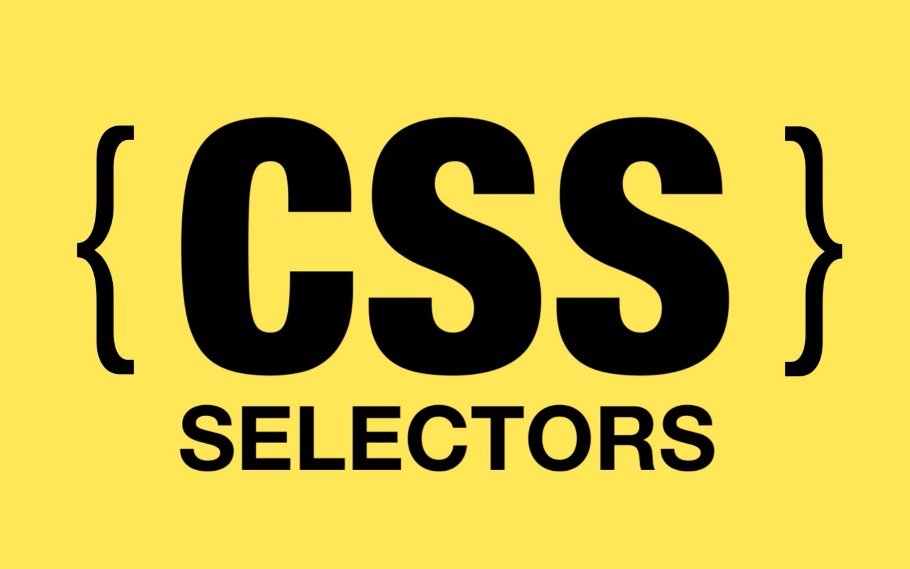 { CSS }
SELECTORS